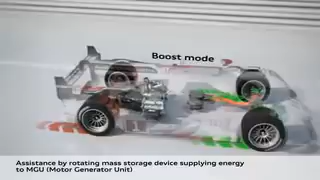 Boost mode
Assistance by rotating mass storage device supplying energy
to MGU (Motor Generator Unit)